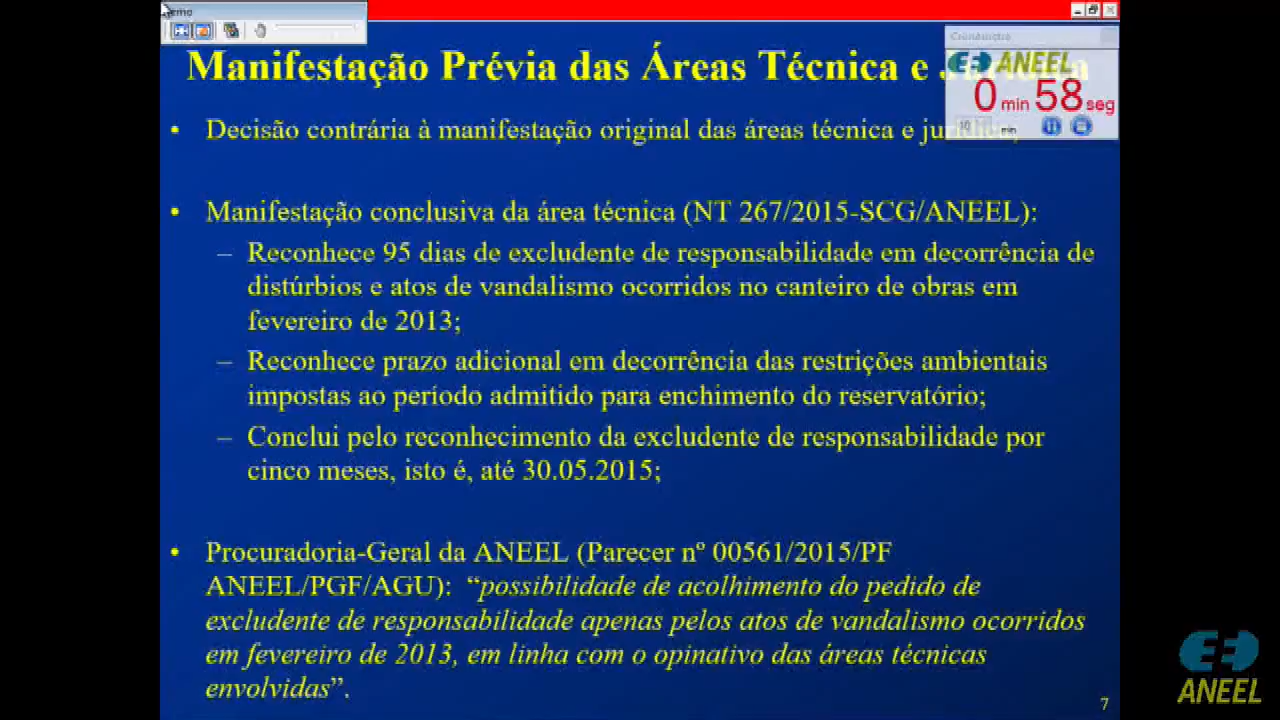 Cronômetro
ANEEL
0 min 58 seg
10
min
Manifestação Prévia das Áreas Técnica e
• Decisão contrária à manifestação original das áreas técnica e
• Manifestação conclusiva da área técnica (NT 267/2015-SCG/ANEEL):
– Reconhece 95 dias de excludente de responsabilidade em decorrência de
distúrbios e atos de vandalismo ocorridos no canteiro de obras em
fevereiro de 2013;
– Reconhece prazo adicional em decorrência das restrições ambientais
impostas ao período admitido para enchimento do reservatório;
– Conclui pelo reconhecimento da excludente de responsabilidade por
cinco meses, isto é, até 30.05.2015;
• Procuradoria-Geral da ANEEL (Parecer nº 00561/2015/PF
ANEEL/PGF/AGU): “possibilidade de acolhimento do pedido de
excludente de responsabilidade apenas pelos atos de vandalismo ocorridos
em fevereiro de 2013, em linha com o opinativo das áreas técnicas
envolvidas”.
7
ANEEL